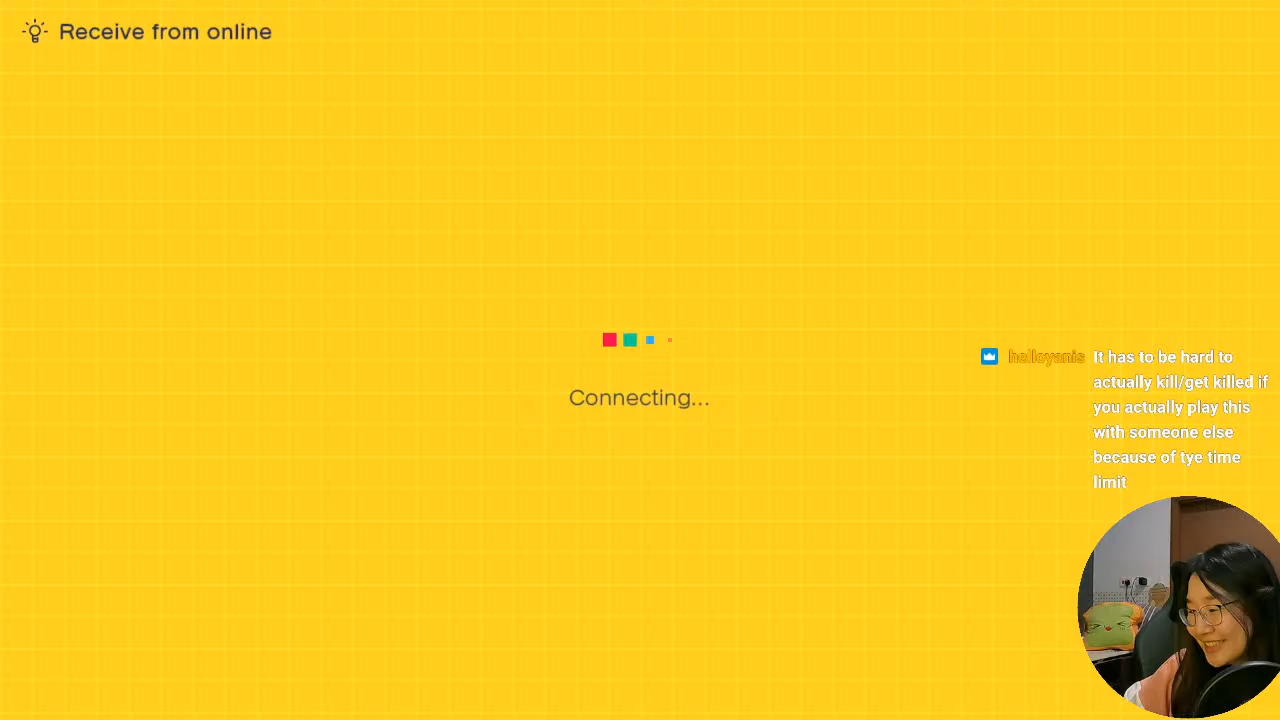 Receive from online
Connecting...
helloyanis It has to be hard to
actually kill/get killed if
you actually play this
with someone else
because of tye time
limit